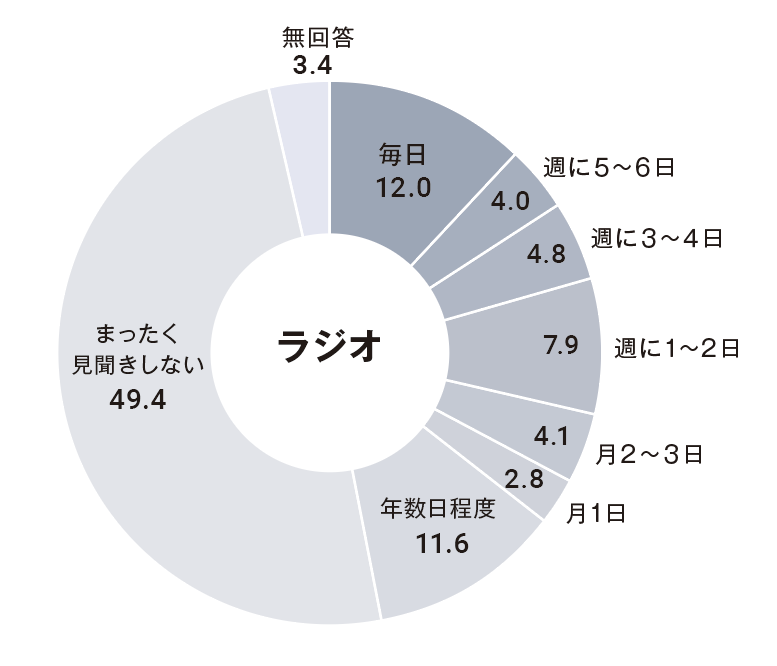 無回答
3.4
毎日
12.0
週に5～6日
4.0
週に3～4日
4.8
週に1～2日
7.9
月2～3日
4.1
月1日
2.8
年数日程度
11.6
まったく
見聞きしない
49.4
ラジオ